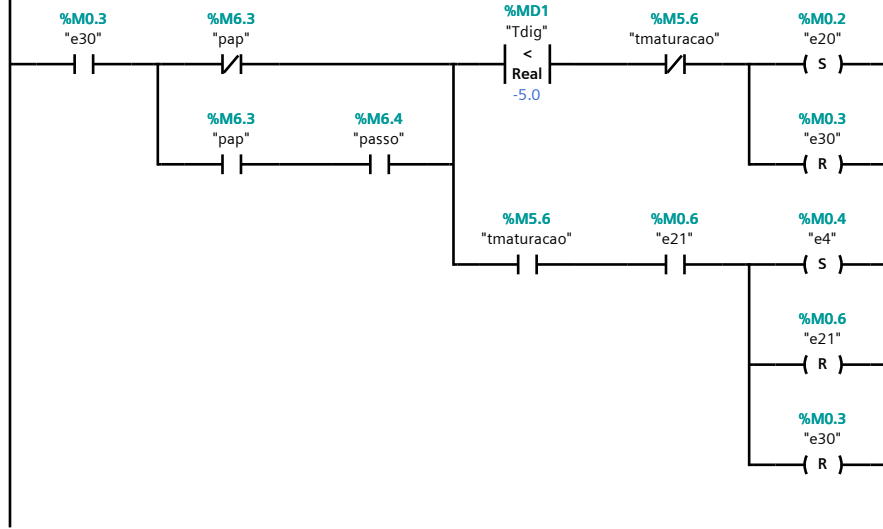 %MD1
%M0.3 %M6.3 "Tdig" %M5.6 %M0.2
"e30" "pap" < "tmaturacao" "e20"
Real S
-5.0
%M6.3 %M6.4 %M0.3
"pap" "passo" "e30"
R
%M5.6 %M0.6 %M0.4
"tmaturacao" "e21" "e4"
S
%M0.6
"e21"
R
%M0.3
"e30"
R